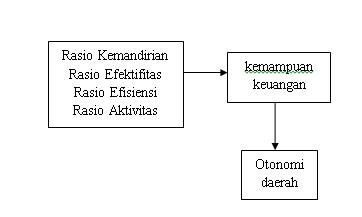 Rasio Kemandirian
Rasio Efektifitas
Rasio Efisiensi
Rasio Aktivitas
kemampuan
keuangan
Otonomi
daerah